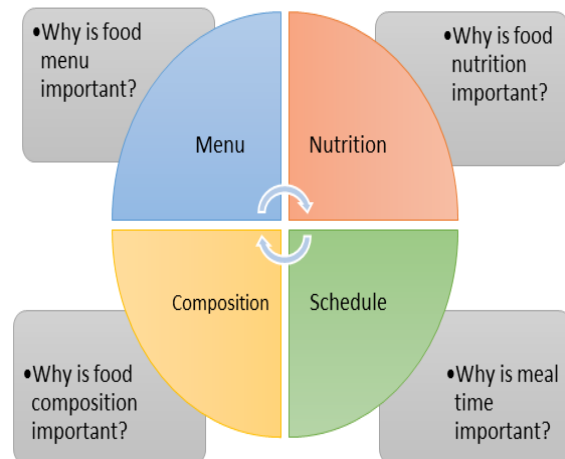 •Why is food
menu
important?
•Why is food
nutrition
important?
Menu
Nutrition
Composition
Schedule
•Why is food
composition
important?
•Why is meal
time
important?